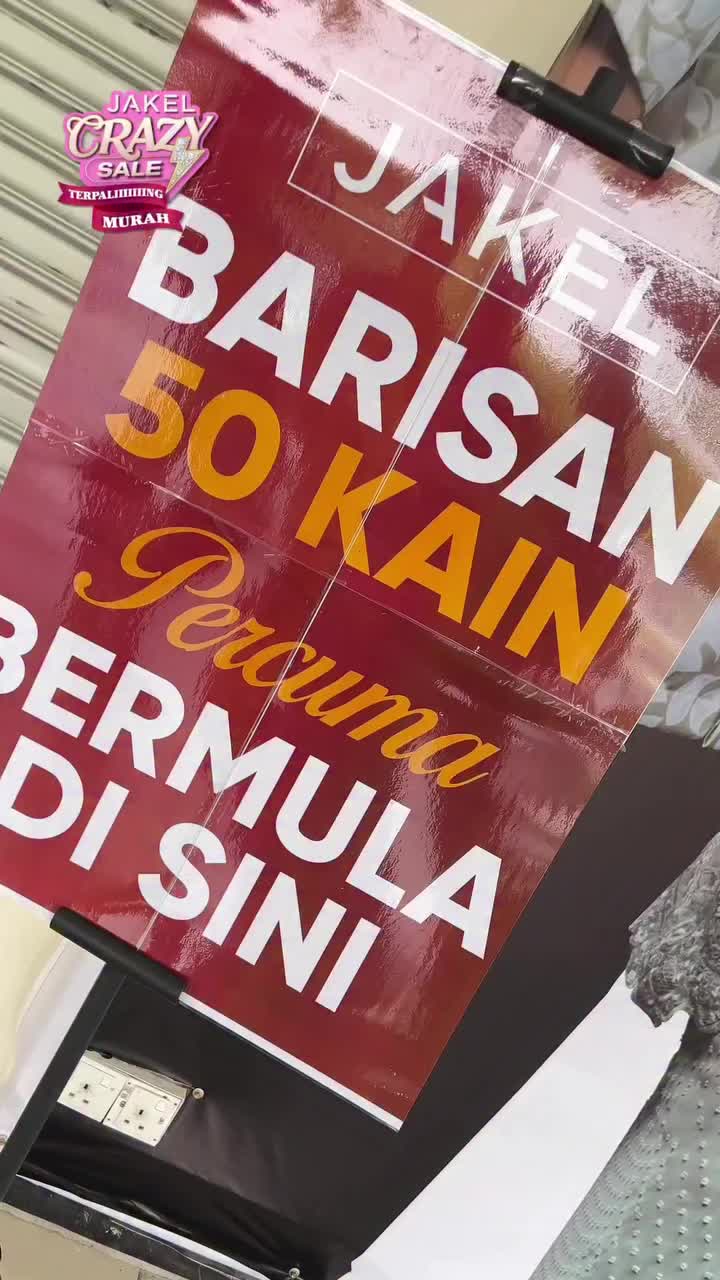 JAKEL
CRAZY
SALE
TERPALIIIIIIING
MURAH
JAKEL
BARISAN
50 KAIN
Percuma
BERMULA
DI SINI